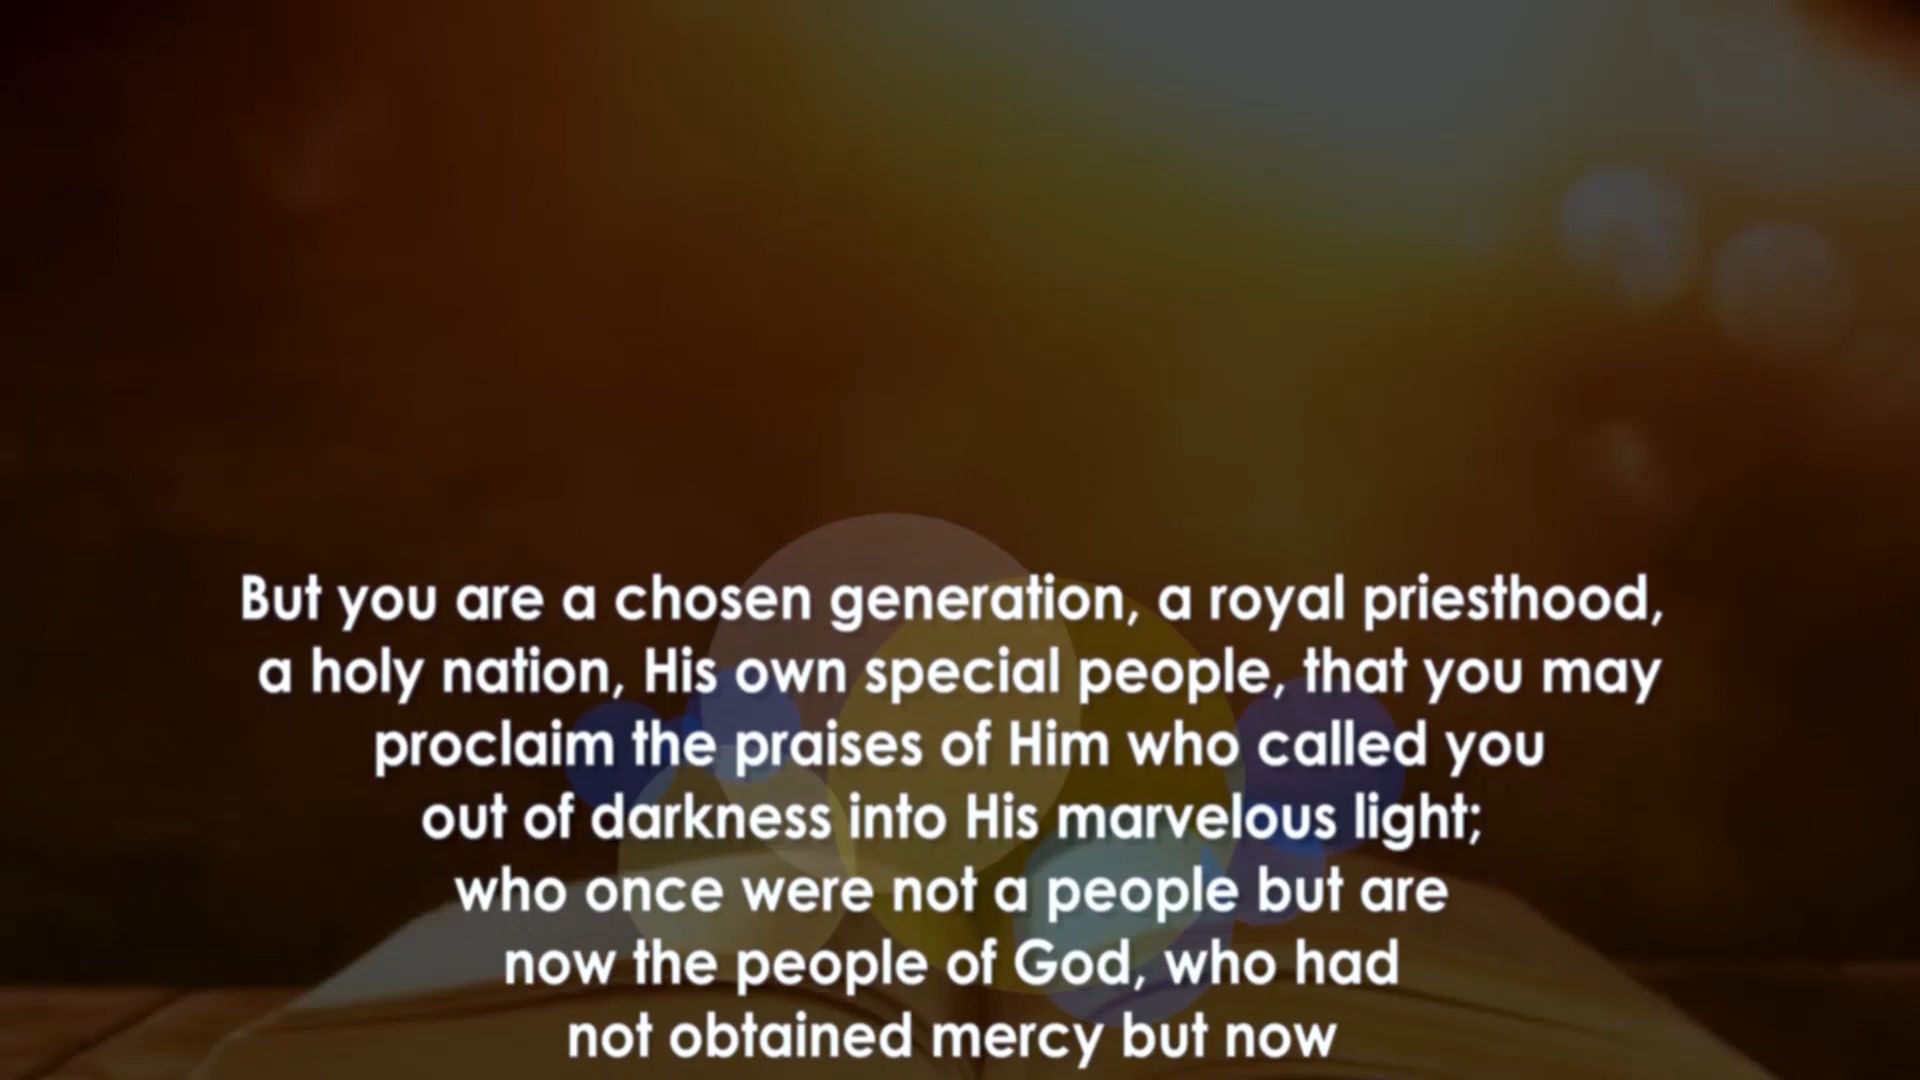 But you are a chosen generation, a royal priesthood,
a holy nation, His own special people, that you may
proclaim the praises of Him who called you
out of darkness into His marvelous light;
who once were not a people but are
now the people of God, who had
not obtained mercy but now